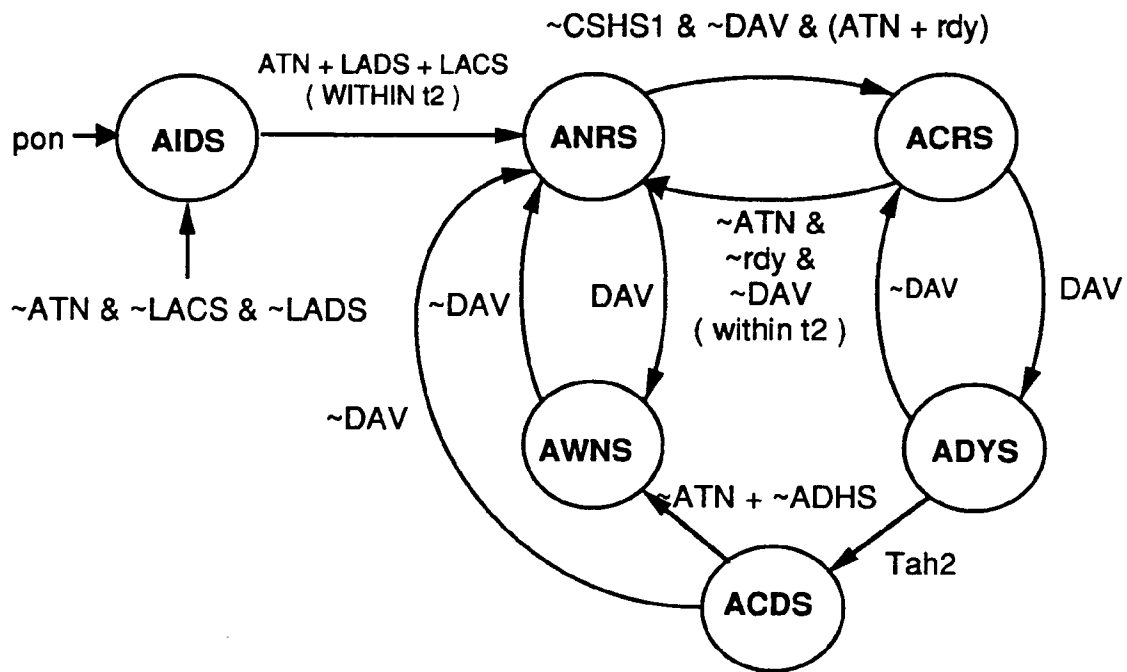 ~CSHS1 & ~DAV & (ATN + rdy)
ATN + LADS + LACS
( WITHIN t2 )
pon
AIDS
ANRS
ACRS
~ATN &
~rdy &
~DAV
( within t2 )
~ATN & ~LACS & ~LADS
~DAV
DAV
~DAV
DAV
~DAV
AWNS
ADYS
~ATN + ~ADHS
Tah2
ACDS